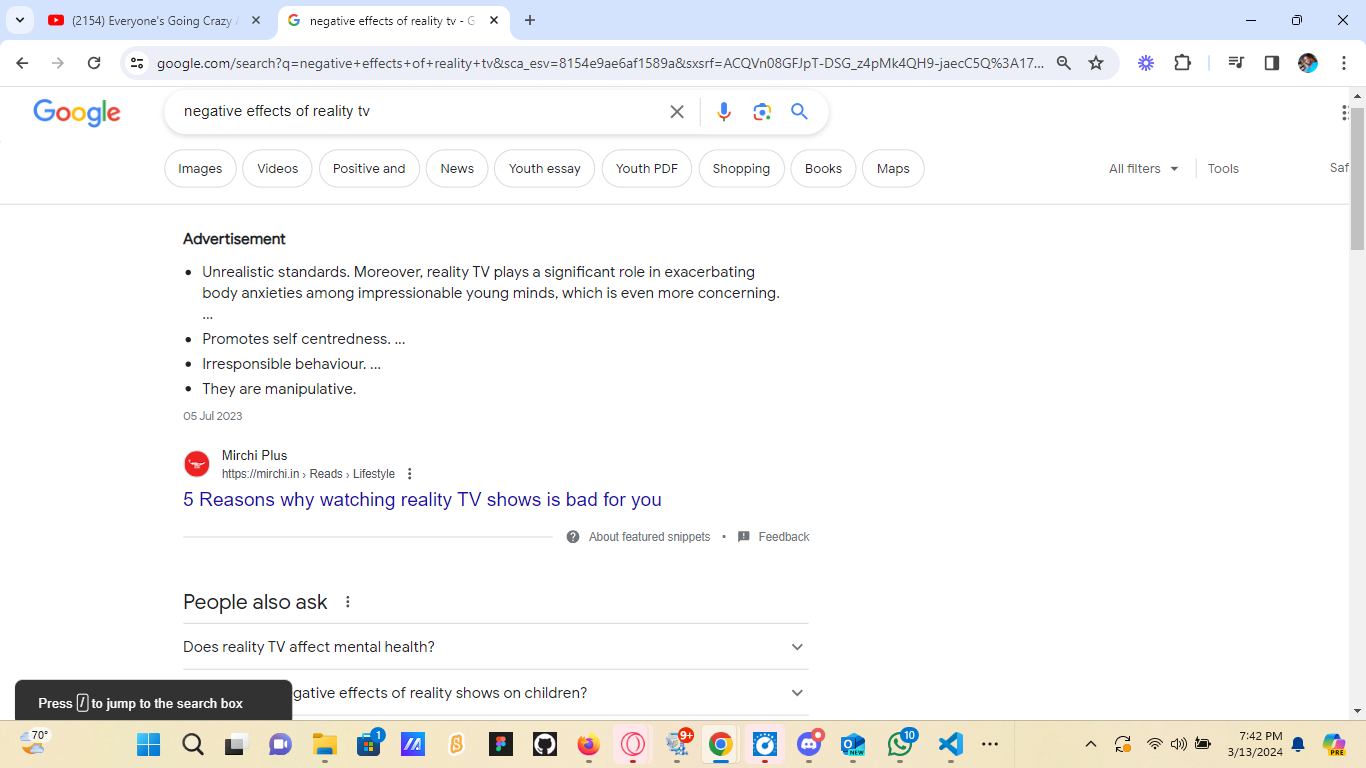 (2154) Everyone's Going Crazy
negative effects of reality tv - G
google.com/search?q=negative+effects+of+reality+tv&sca_esv=8154e9ae6af1589a&sxsrf=ACQVn08GFJpT-DSG_z4pMk4QH9-jaecC5Q%3A17...
Google
negative effects of reality tv
Images
Videos
Positive and
News
Youth essay
Youth PDF
Shopping
Books
Maps
All filters
Tools
Saf
Advertisement
• Unrealistic standards. Moreover, reality TV plays a significant role in exacerbating
body anxieties among impressionable young minds, which is even more concerning.
...
• Promotes self centredness. ...
• Irresponsible behaviour. ...
• They are manipulative.
05 Jul 2023
Mirchi Plus
https://mirchi.in › Reads › Lifestyle
5 Reasons why watching reality TV shows is bad for you
About featured snippets • Feedback
People also ask
Does reality TV affect mental health?
gative effects of reality shows on children?
Press / to jump to the search box
70°
1
9+
NEW
10
7:42 PM
3/13/2024
PRE